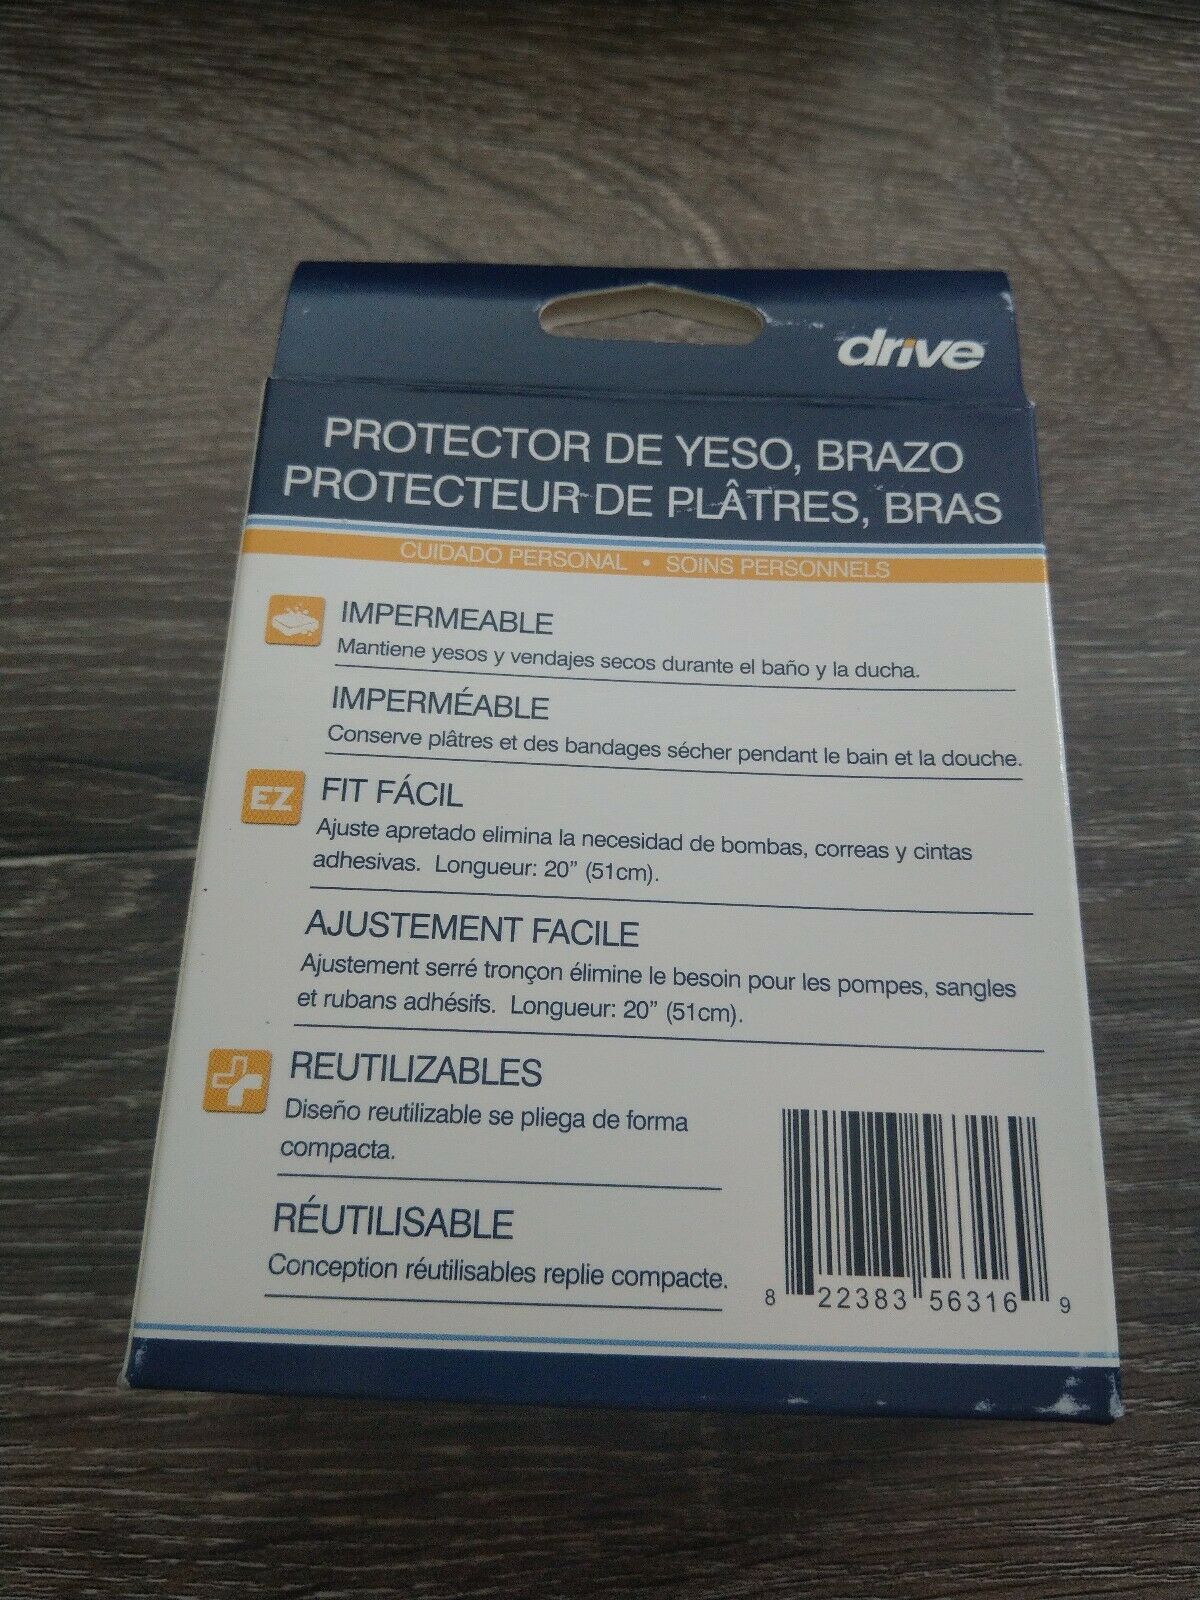 drive
PROTECTOR DE YESO, BRAZO
PROTECTEUR DE PLÂTRES, BRAS
CUIDADO PERSONAL • SOINS PERSONNELS
IMPERMEABLE
Mantiene yesos y vendajes secos durante el baño y la ducha.
IMPERMÉABLE
Conserve plâtres et des bandages sécher pendant le bain et la douche.
EZ
FIT FÁCIL
Ajuste apretado elimina la necesidad de bombas, correas y cintas
adhesivas. Longueur: 20” (51cm).
AJUSTEMENT FACILE
Ajustement serré tronçon élimine le besoin pour les pompes, sangles
et rubans adhésifs. Longueur: 20” (51cm).
REUTILIZABLES
Diseño reutilizable se pliega de forma
compacta.
RÉUTILISABLE
Conception réutilisables replie compacte.
8 22383 56316 9